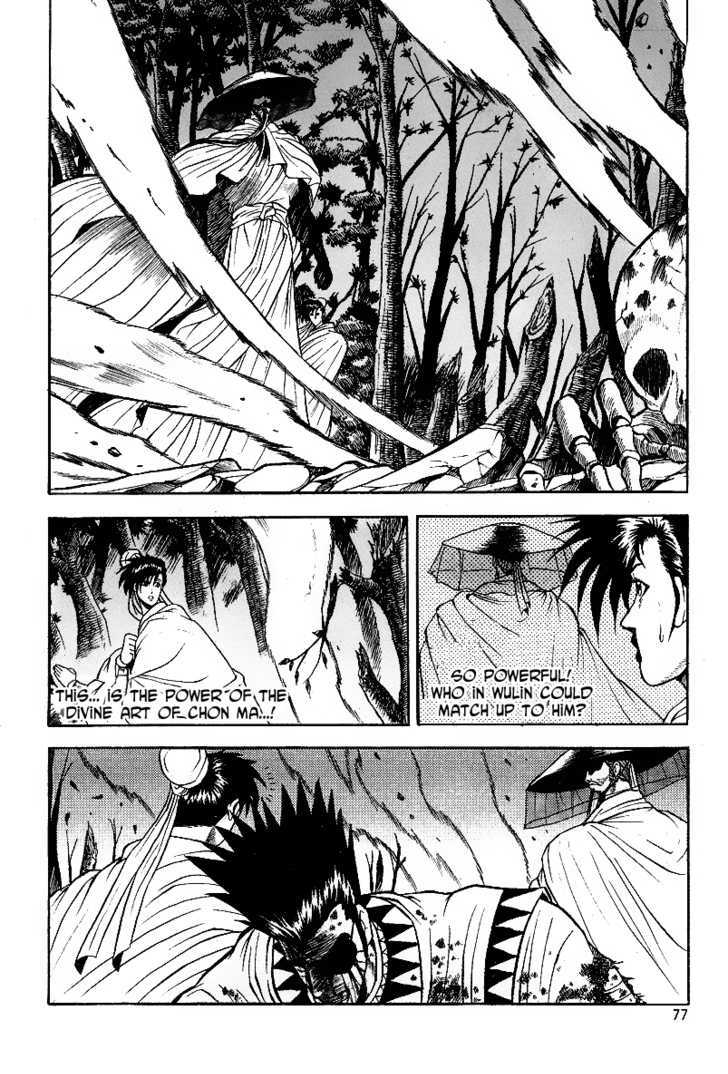 THIS... IS THE POWER OF THE
DIVINE ART OF CHON MA...!
SO POWERFUL!
WHO IN WULIN COULD
MATCH UP TO HIM?
77